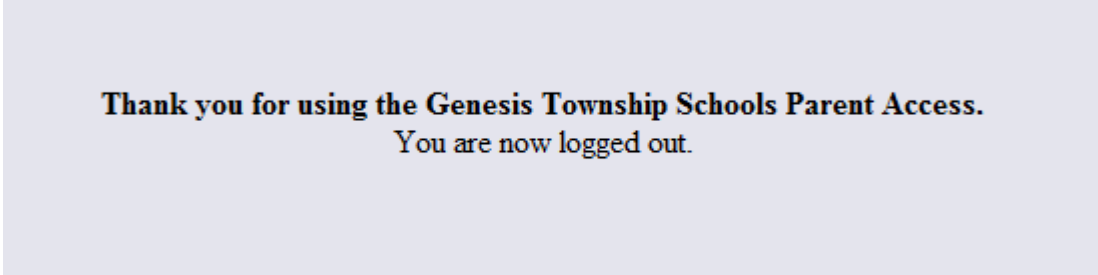 Thank you for using the Genesis Township Schools Parent Access.
You are now logged out.